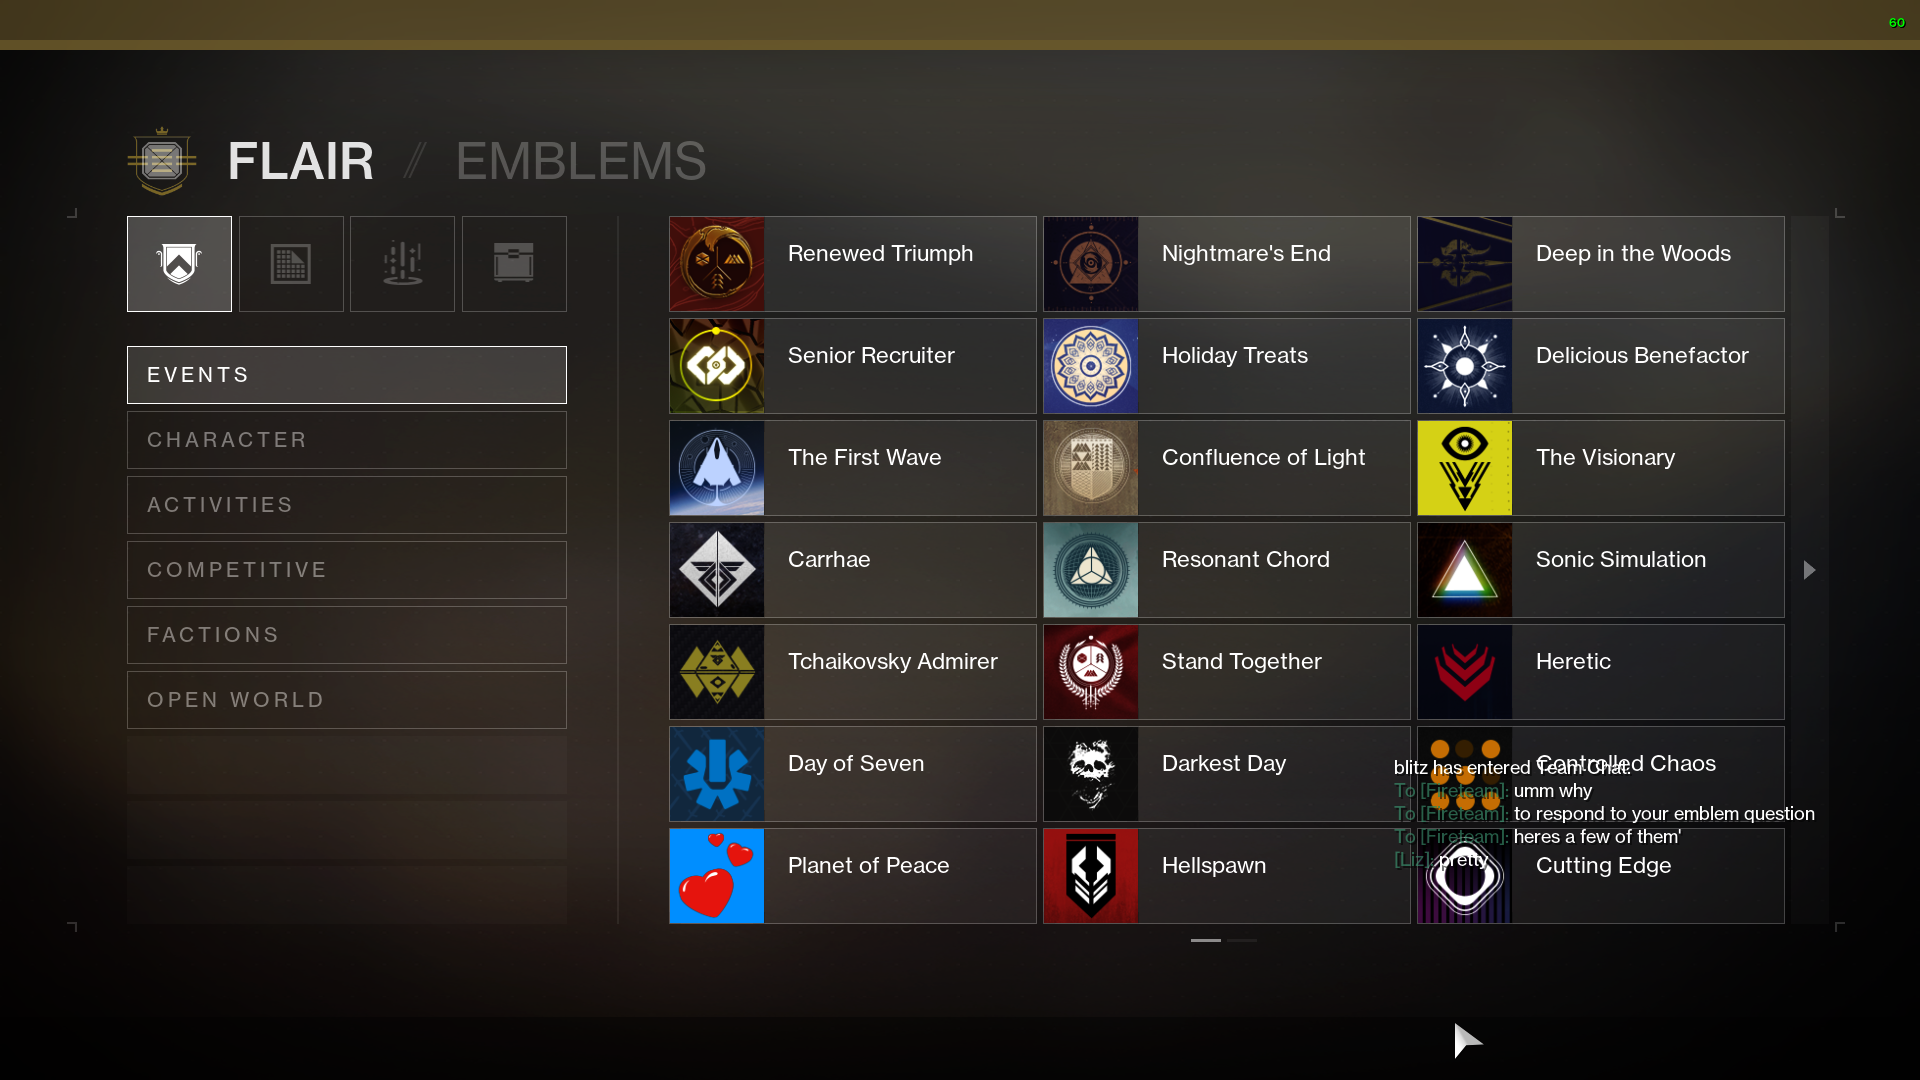 60
FLAIR // EMBLEMS
EVENTS
CHARACTER
ACTIVITIES
COMPETITIVE
FACTIONS
OPEN WORLD
Renewed Triumph
Nightmare's End
Deep in the Woods
Senior Recruiter
Holiday Treats
Delicious Benefactor
The First Wave
Confluence of Light
The Visionary
Carrhae
Resonant Chord
Sonic Simulation
Tchaikovsky Admirer
Stand Together
Heretic
Day of Seven
Darkest Day
Controlled Chaos
Planet of Peace
Hellspawn
Cutting Edge
blitz has entered Team Chat.
To [Fireteam]: umm why
To [Fireteam]: to respond to your emblem question
To [Fireteam]: heres a few of them'
[Liz]: pretty